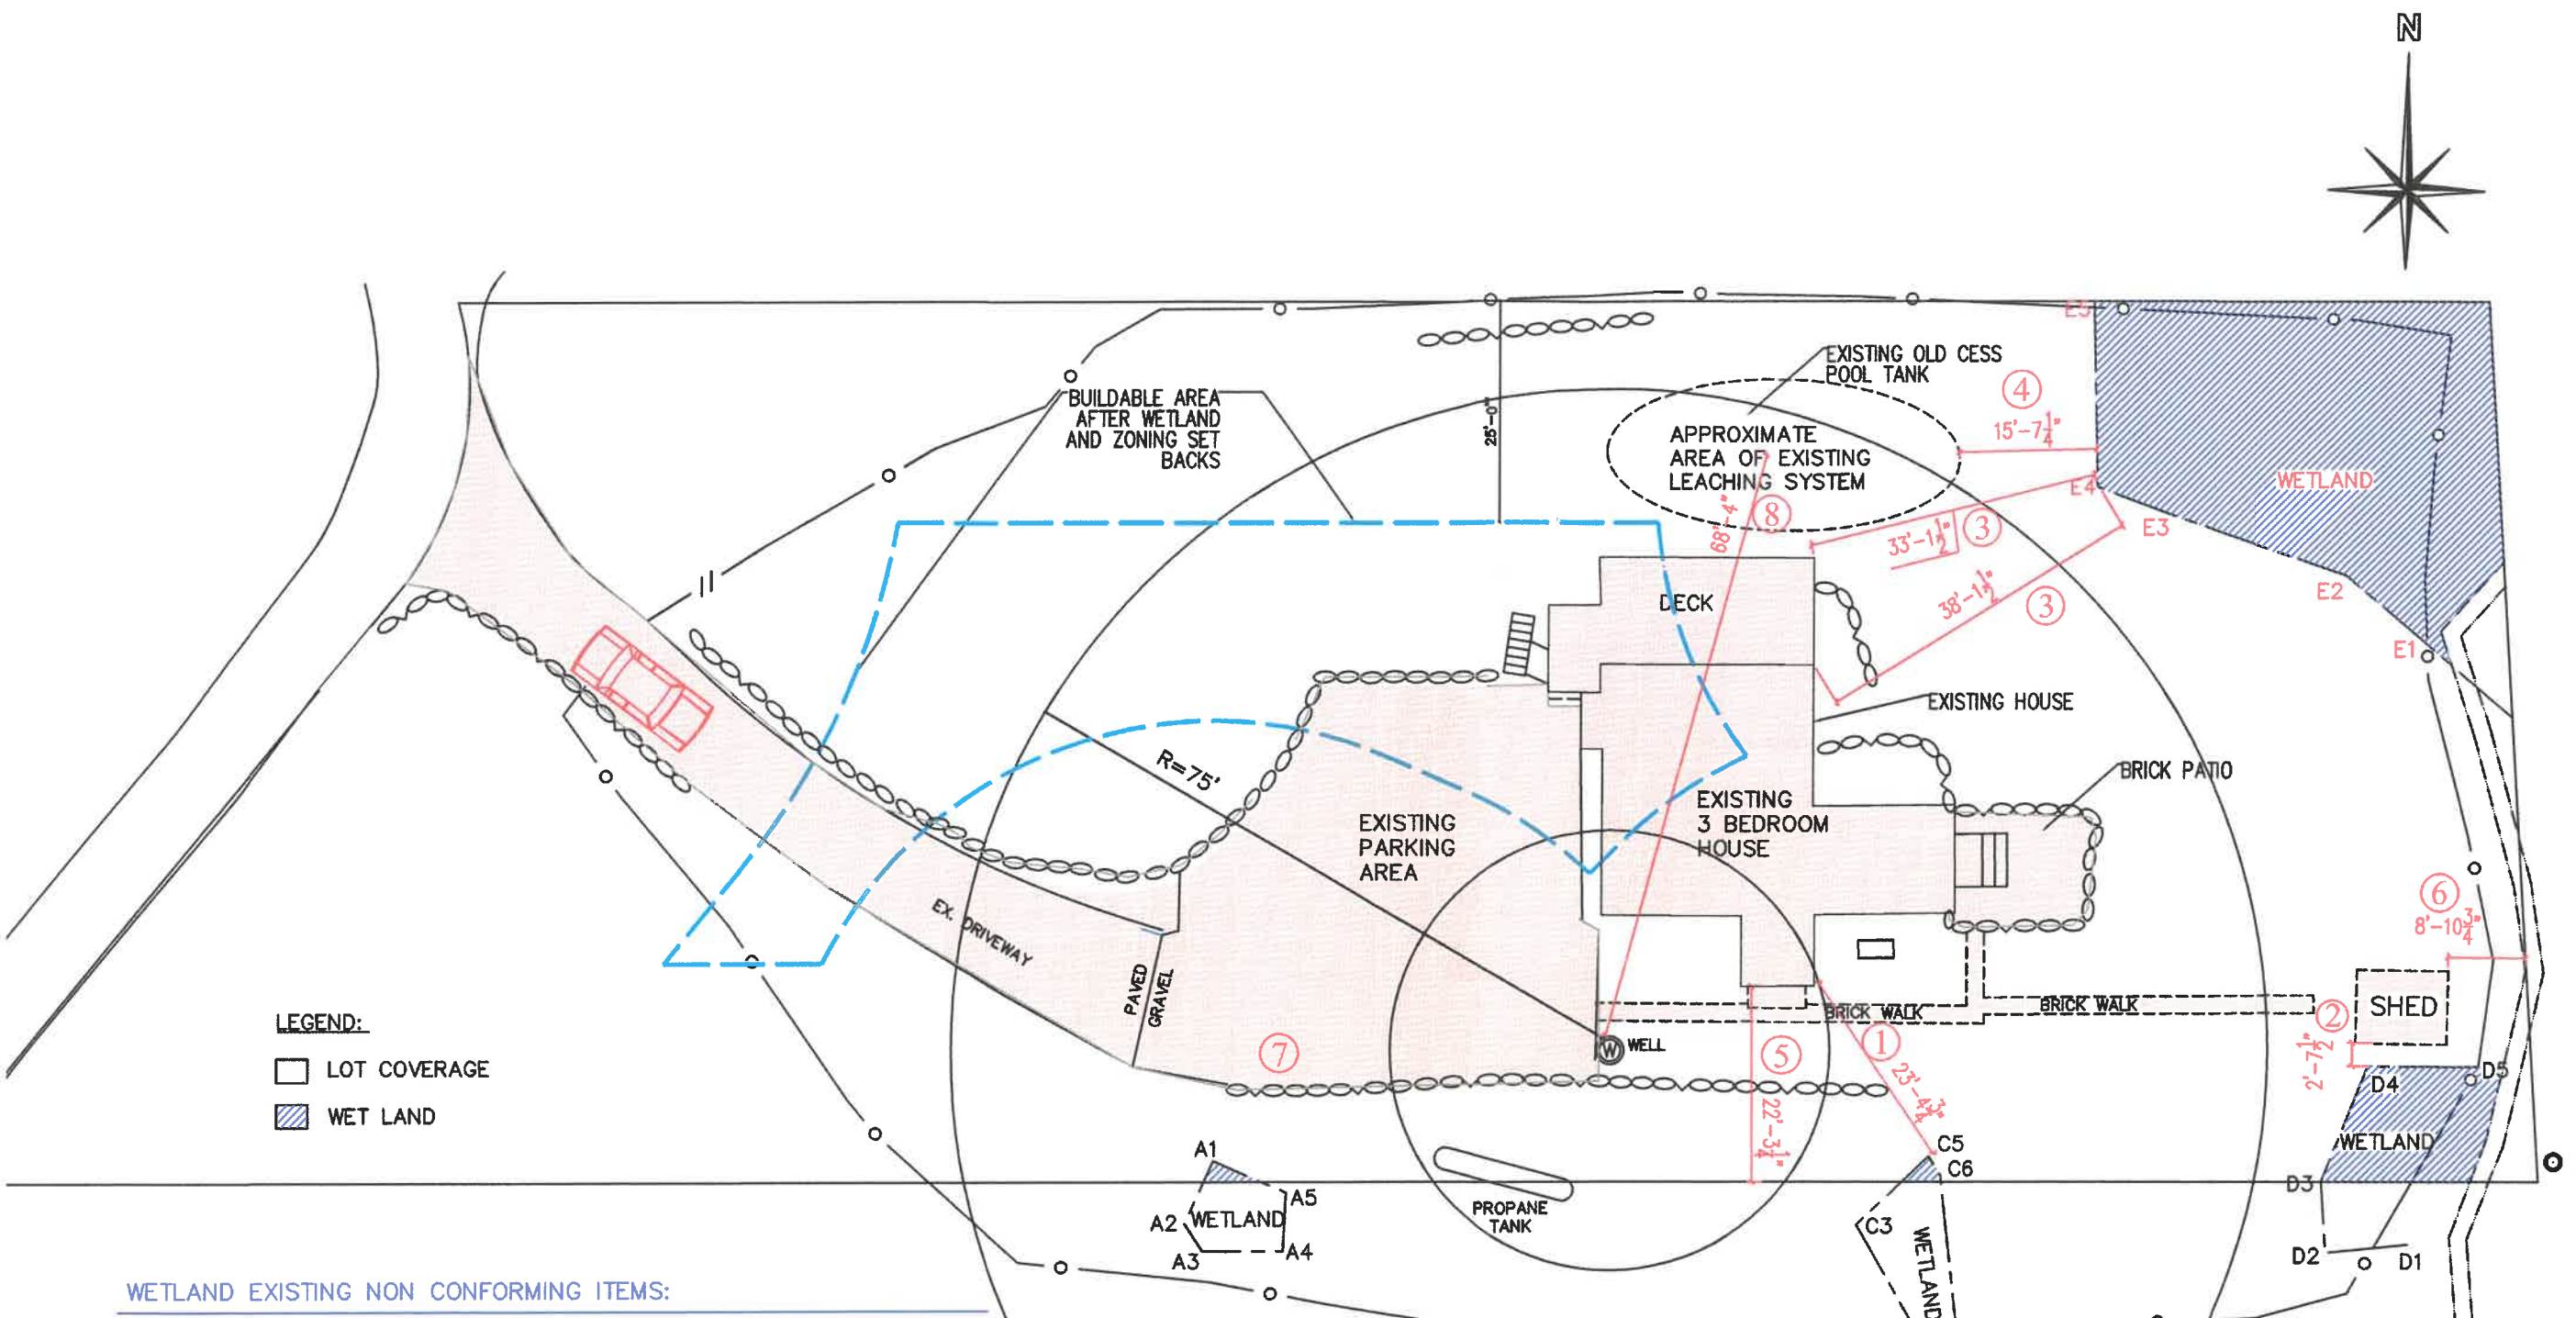 N
E5
EXISTING OLD CESS
POOL TANK
④
15'-7 1/4"
BUILDABLE AREA
AFTER WETLAND
AND ZONING SET
BACKS
25'-0"
APPROXIMATE
AREA OF EXISTING
LEACHING SYSTEM
WETLAND
E4
E3
68'-4"
⑧
33'-1 1/2"
③
38'-1 1/2"
③
E2
E1
DECK
EXISTING HOUSE
BRICK PATIO
R=75'
EXISTING
PARKING
AREA
EXISTING
3 BEDROOM
HOUSE
EX. DRIVEWAY
PAVED
GRAVEL
⑥
8'-10 3/4"
BRICK WALK
BRICK WALK
SHED
②
2'-7 1/2"
W
WELL
⑦
⑤
22'-3 1/4"
①
23'-4 3/4"
D4
D5
WETLAND
D3
D2
D1
LEGEND:
LOT COVERAGE
WET LAND
A1
A5
A2
WETLAND
A3
A4
PROPANE
TANK
C5
C6
C3
WETLAND
WETLAND EXISTING NON CONFORMING ITEMS: